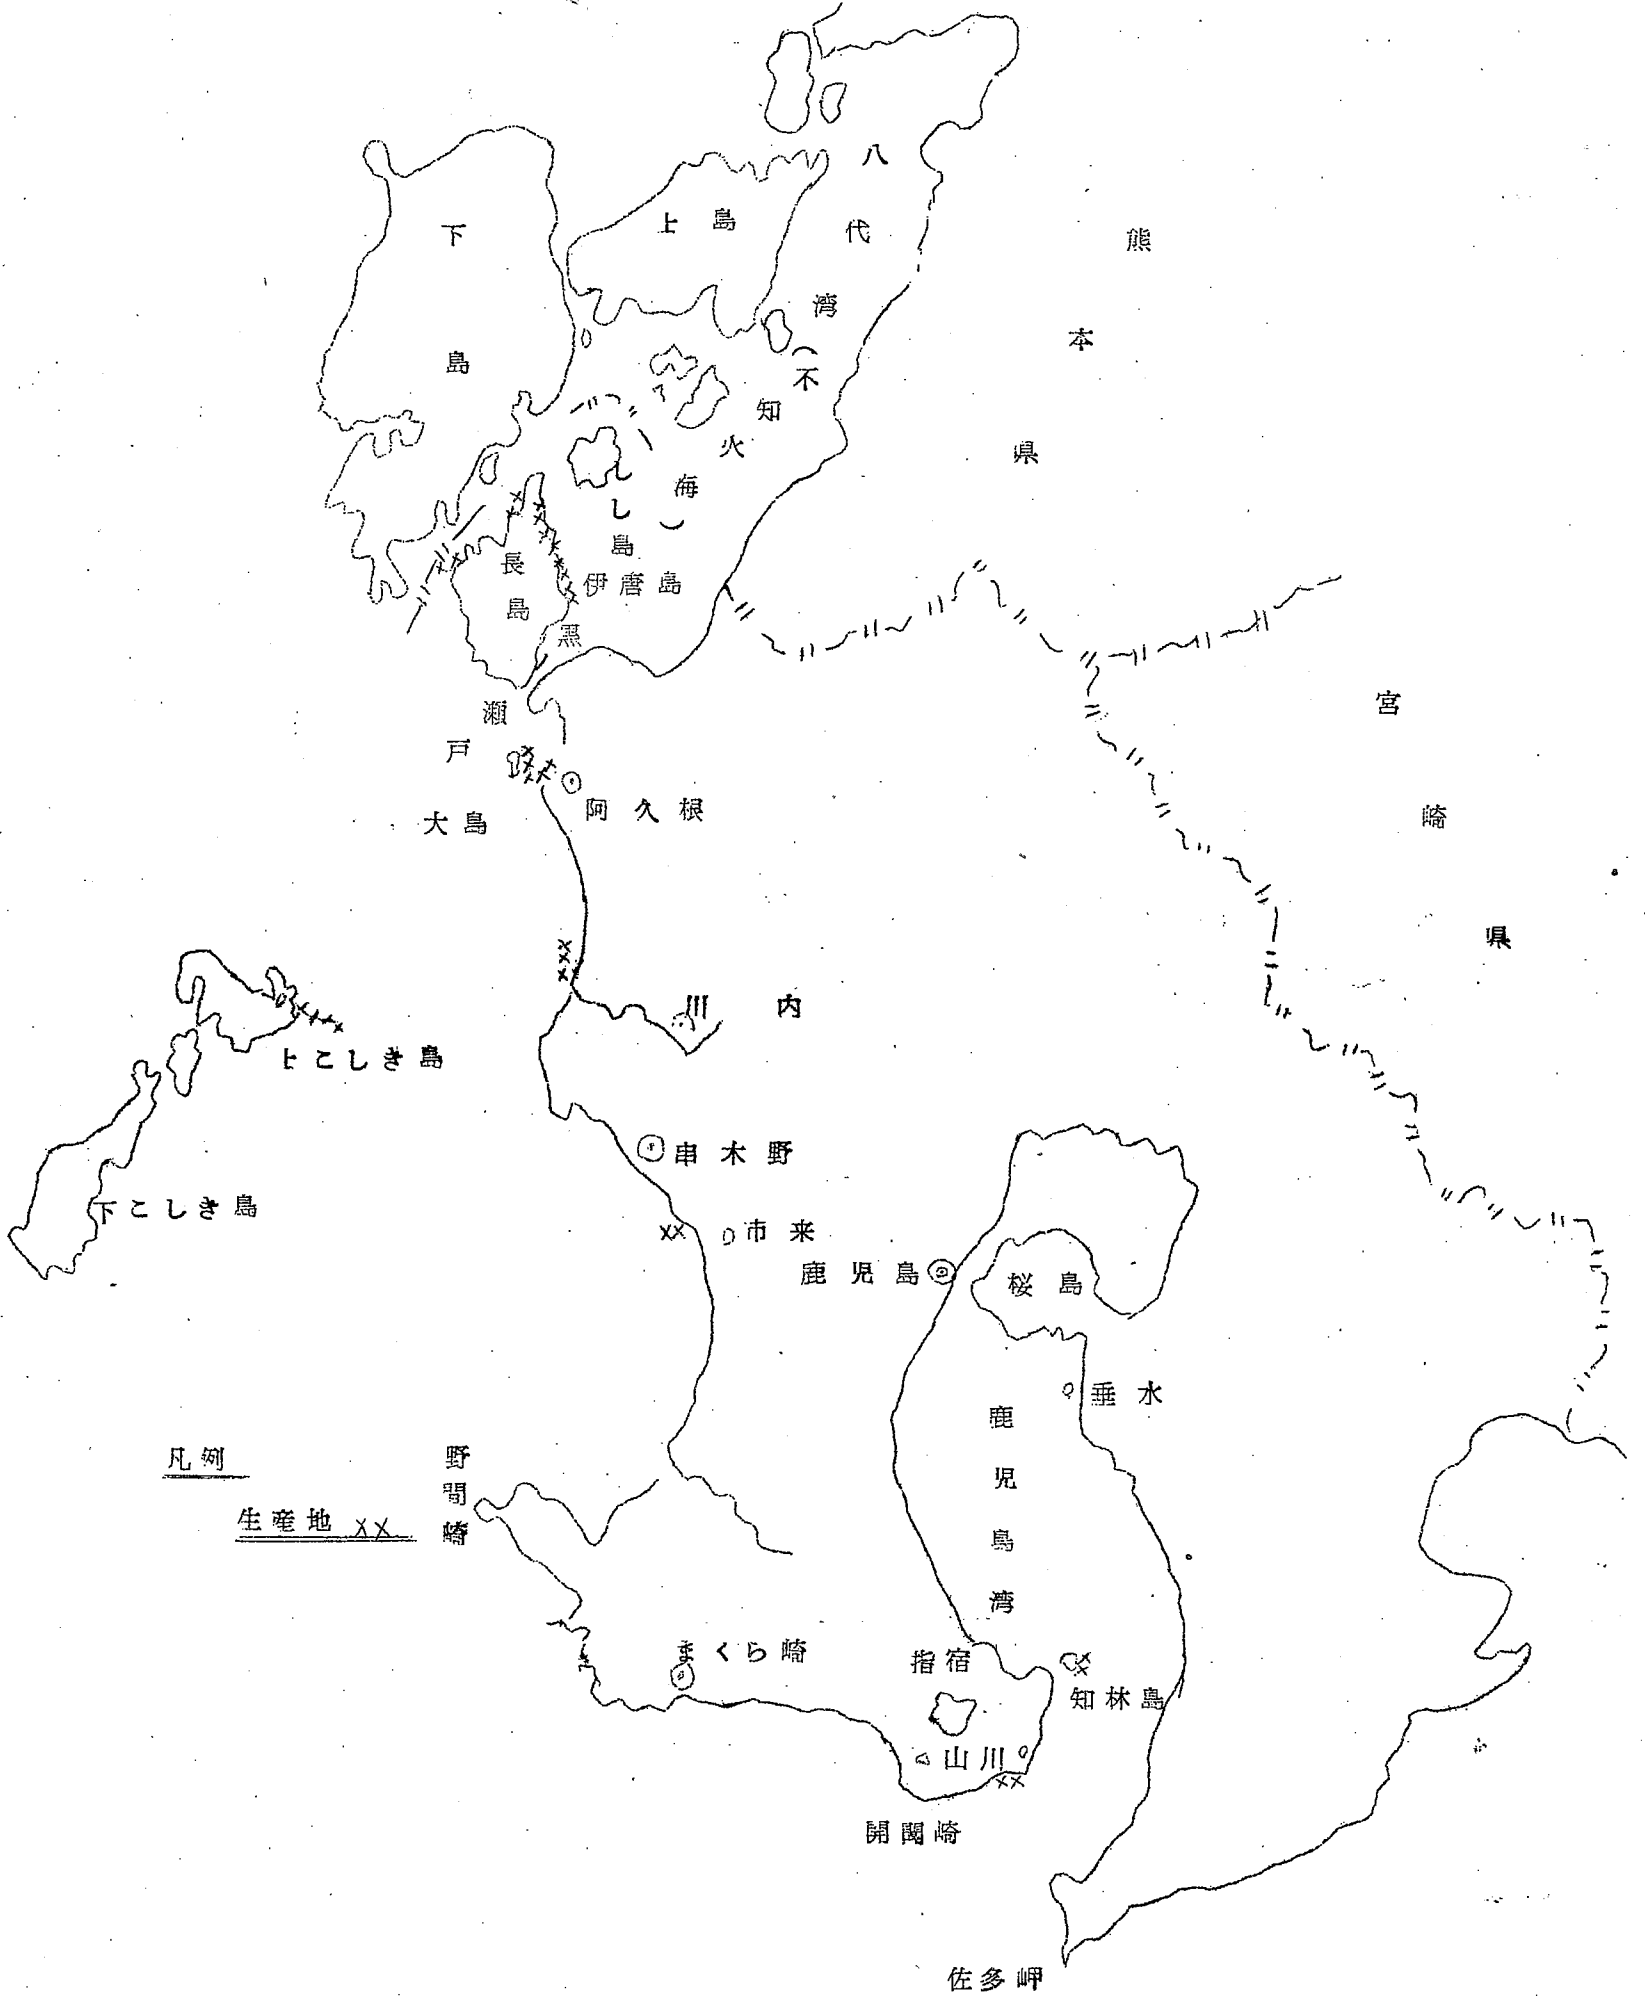 八代湾(不知火海)
熊本県
上島
下島
しし島
伊唐島
長島
黒瀬戸
宮崎県
大島
阿久根
川内
上こしき島
下こしき島
串木野
市来
鹿児島
桜島
垂水
鹿児島湾
凡例
生産地 ××
野間崎
まくら崎
指宿
知林島
山川
開聞崎
佐多岬